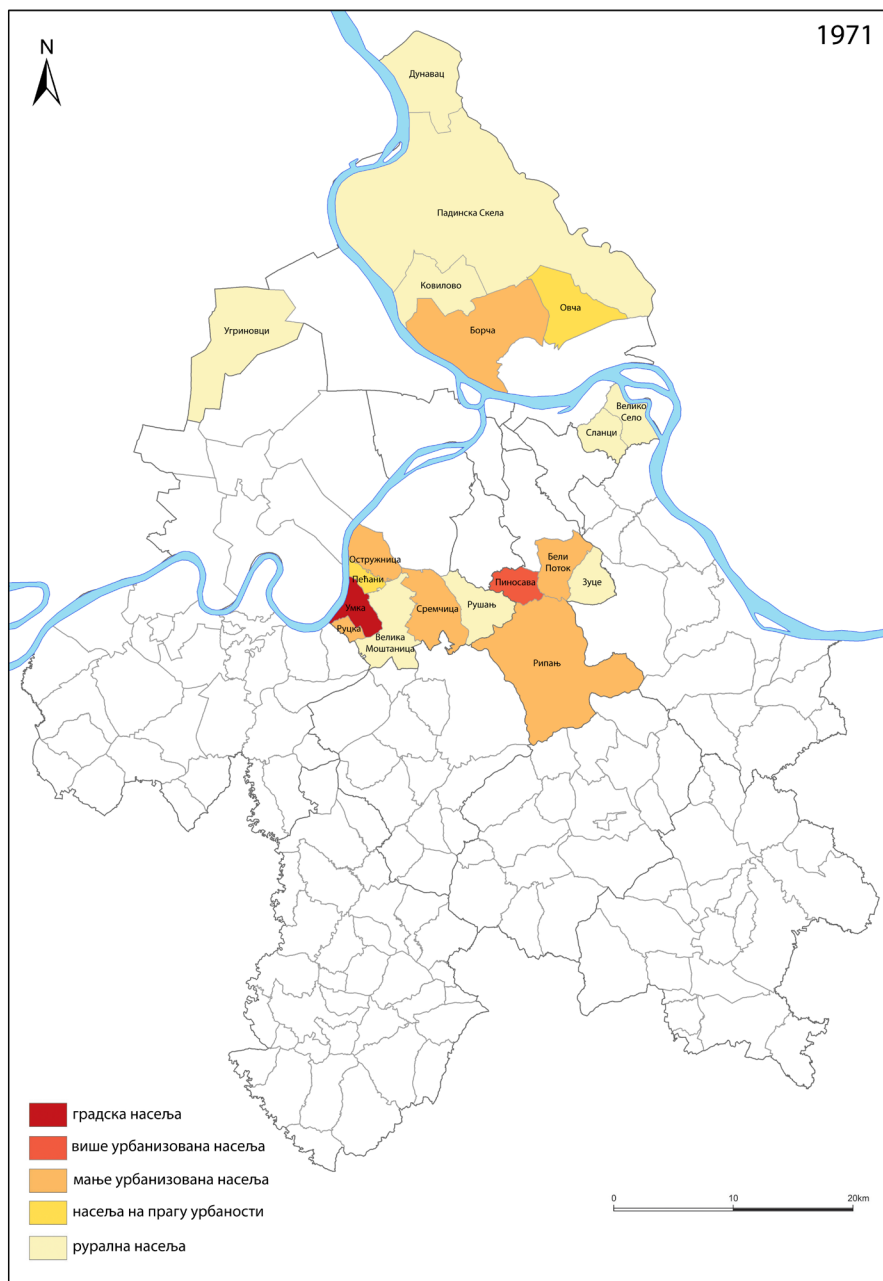 1971
N
Дунавац
Падинска Скела
Ковилово
Овча
Борча
Угриновци
Велико
Село
Сланци
Остружница
Пећани
Умка
Руцка
Велика
Моштаница
Сремчица
Рушањ
Пиносава
Бели
Поток
Зуце
Рипањ
градска насеља
више урбанизована насеља
мање урбанизована насеља
насеља на прагу урбаности
рурална насеља
0 10 20km